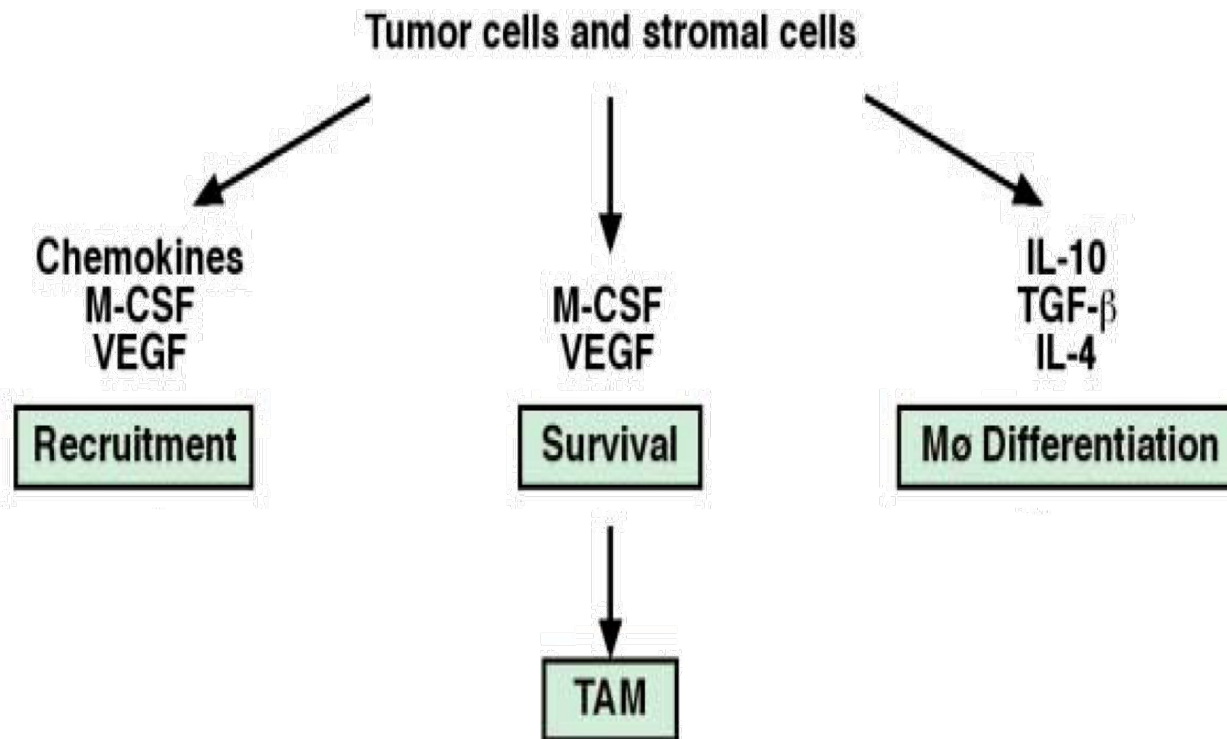 Tumor cells and stromal cells
Chemokines
M-CSF
VEGF
Recruitment
M-CSF
VEGF
Survival
IL-10
TGF-β
IL-4
Mø Differentiation
TAM